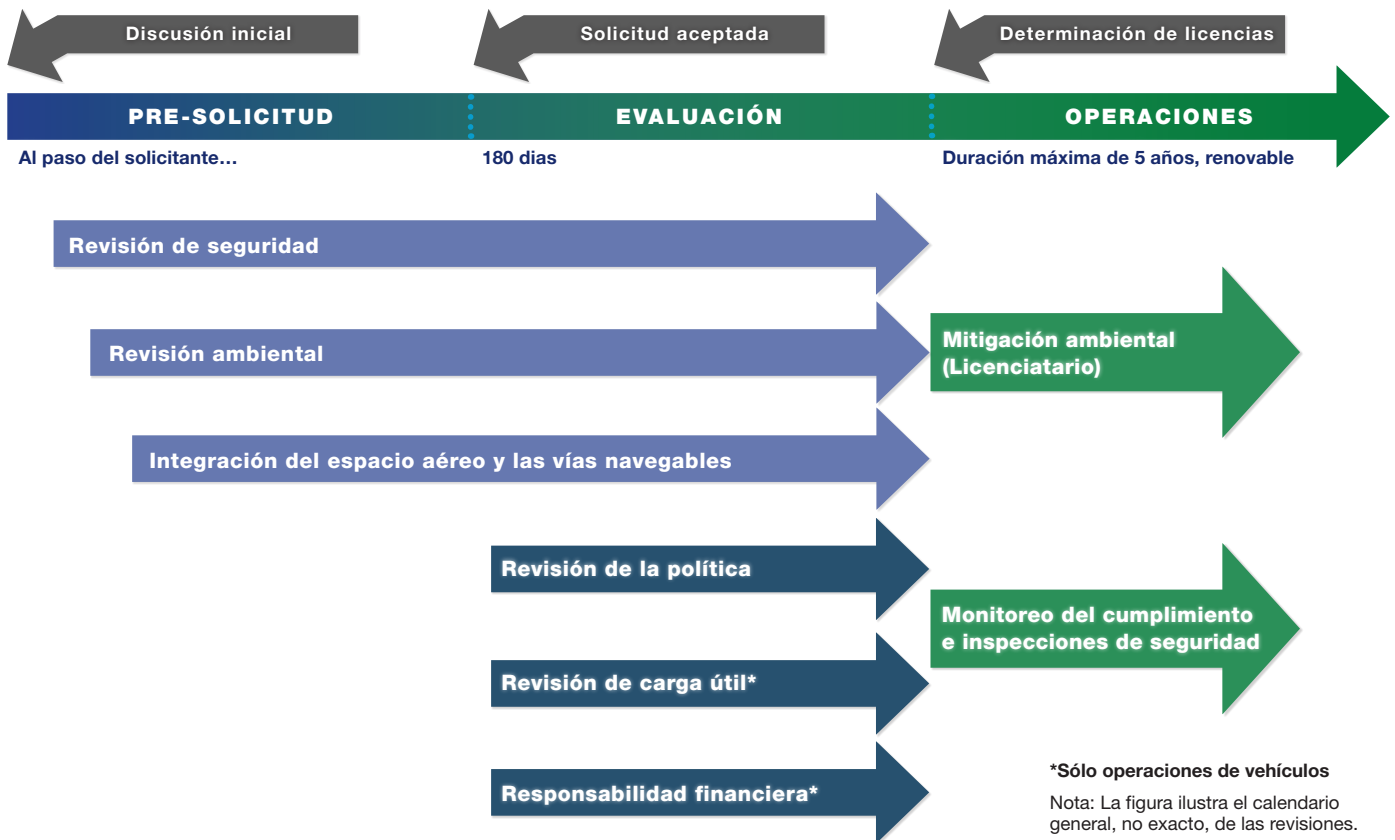 Discusión inicial
Solicitud aceptada
Determinación de licencias
PRE-SOLICITUD
EVALUACIÓN
OPERACIONES
Al paso del solicitante…
180 dias
Duración máxima de 5 años, renovable
Revisión de seguridad
Revisión ambiental
Mitigación ambiental
(Licenciatario)
Integración del espacio aéreo y las vías navegables
Revisión de la política
Monitoreo del cumplimiento
e inspecciones de seguridad
Revisión de carga útil*
Responsabilidad financiera*
*Sólo operaciones de vehículos
Nota: La figura ilustra el calendario
general, no exacto, de las revisiones.